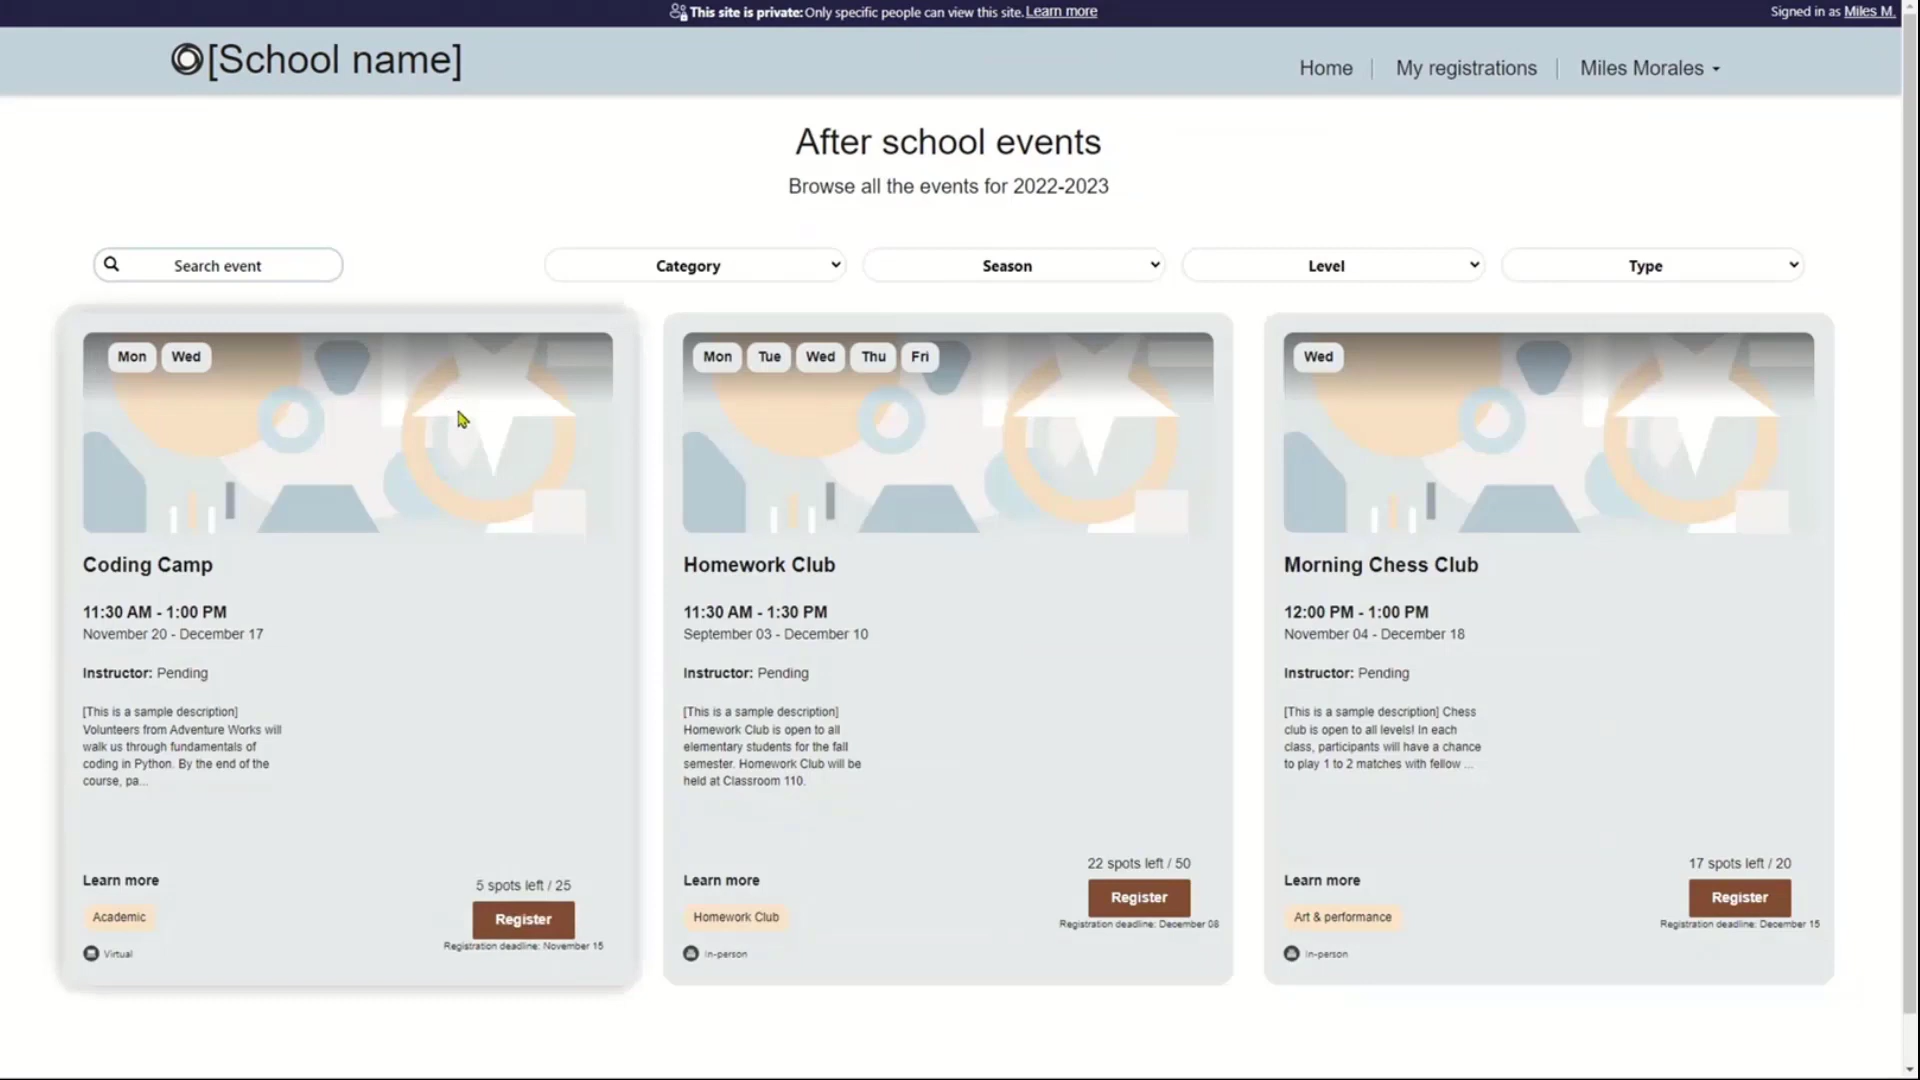 This site is private: Only specific people can view this site. Learn more
Signed in as Miles M.
[School name]
Home
My registrations
Miles Morales
After school events
Browse all the events for 2022-2023
Search event
Category
Season
Level
Type
Mon Wed
Coding Camp
11:30 AM - 1:00 PM
November 20 - December 17
Instructor: Pending
[This is a sample description]
Volunteers from Adventure Works will
walk us through fundamentals of
coding in Python. By the end of the
course, pa...
Learn more
Academic
Virtual
5 spots left / 25
Register
Registration deadline: November 15
Mon Tue Wed Thu Fri
Homework Club
11:30 AM - 1:30 PM
September 03 - December 10
Instructor: Pending
[This is a sample description]
Homework Club is open to all
elementary students for the fall
semester. Homework Club will be
held at Classroom 110.
Learn more
Homework Club
In-person
22 spots left / 50
Register
Registration deadline: December 08
Wed
Morning Chess Club
12:00 PM - 1:00 PM
November 04 - December 18
Instructor: Pending
[This is a sample description] Chess
club is open to all levels! In each
class, participants will have a chance
to play 1 to 2 matches with fellow ...
Learn more
Art & performance
In-person
17 spots left / 20
Register
Registration deadline: December 15